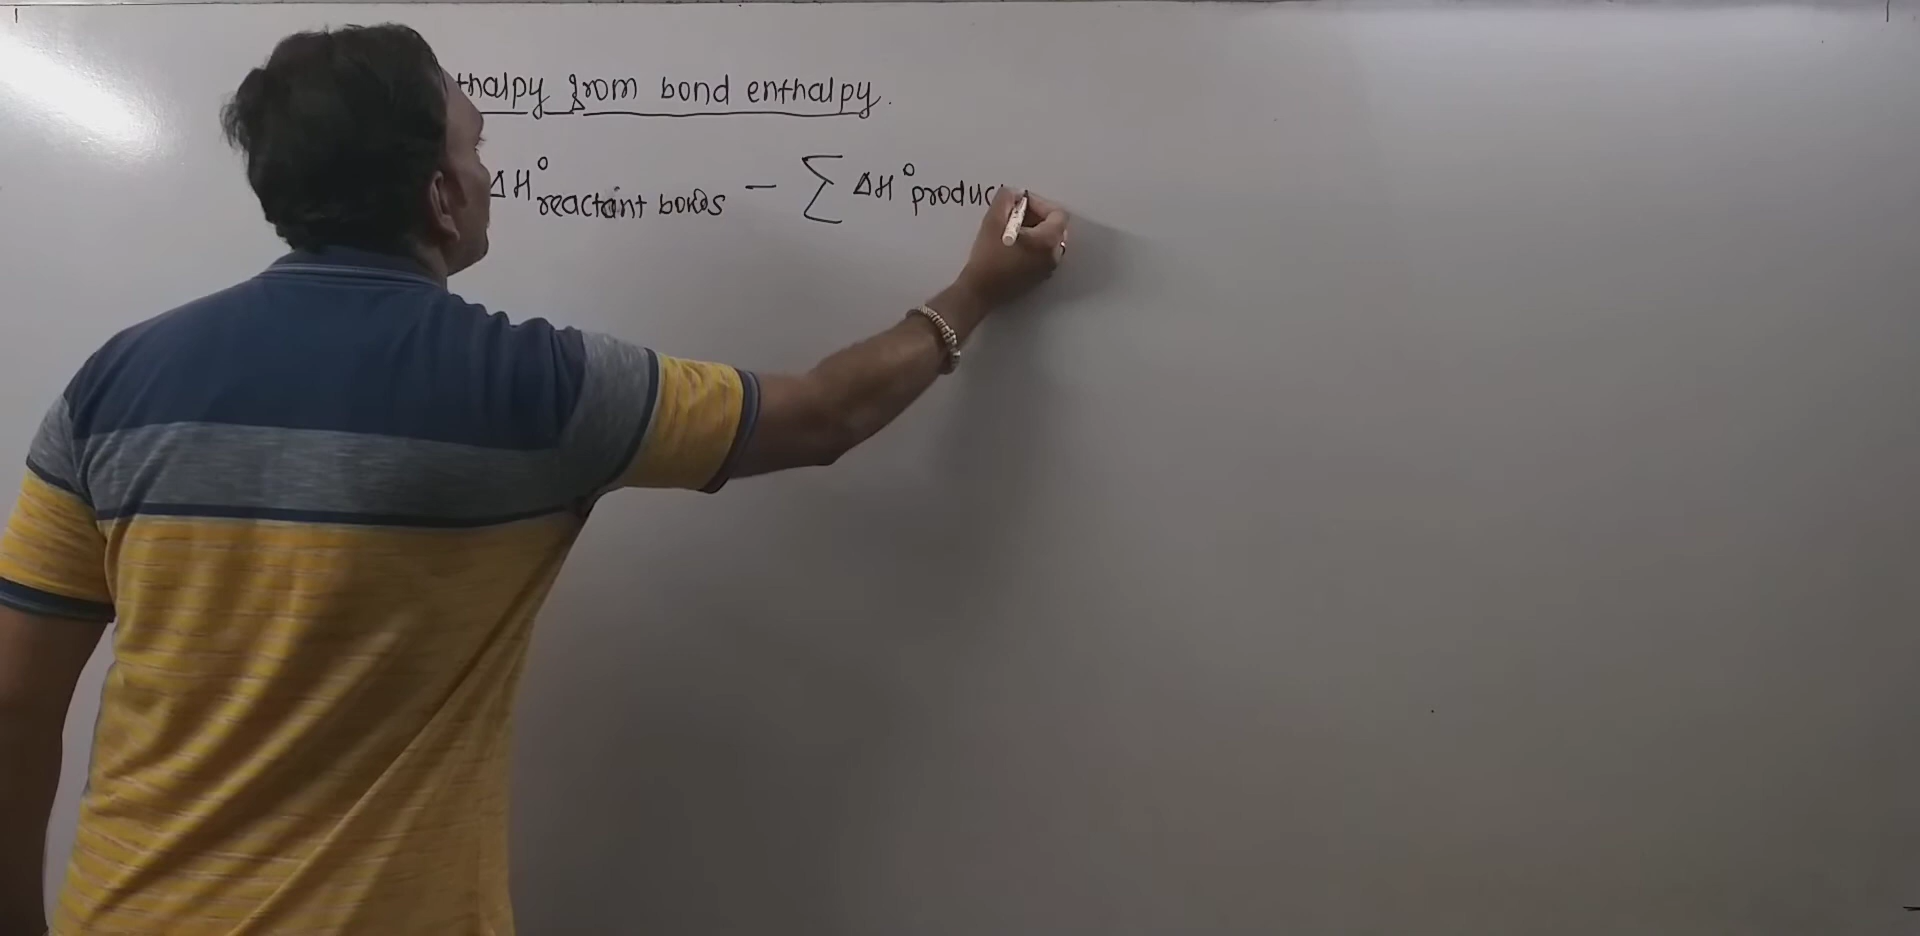 thalpy from bond enthalpy.
ΔH° reactant bonds − ∑ ΔH° produc